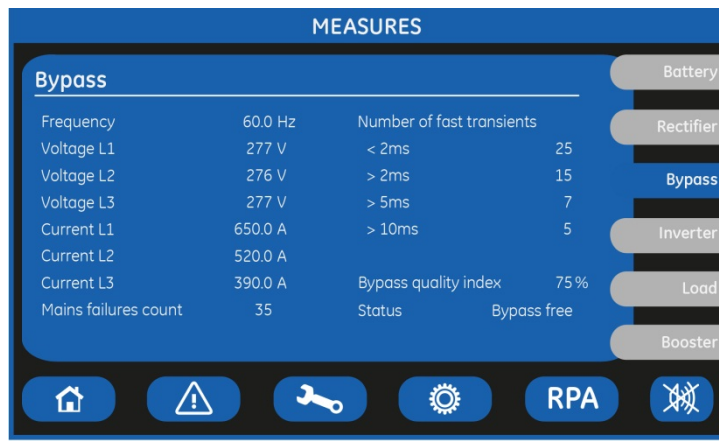 MEASURES
Bypass
Frequency 60.0 Hz
Voltage L1 277 V
Voltage L2 276 V
Voltage L3 277 V
Current L1 650.0 A
Current L2 520.0 A
Current L3 390.0 A
Mains failures count 35
Number of fast transients
< 2ms 25
> 2ms 15
> 5ms 7
> 10ms 5
Bypass quality index 75%
Status Bypass free
Battery
Rectifier
Bypass
Inverter
Load
Booster
RPA